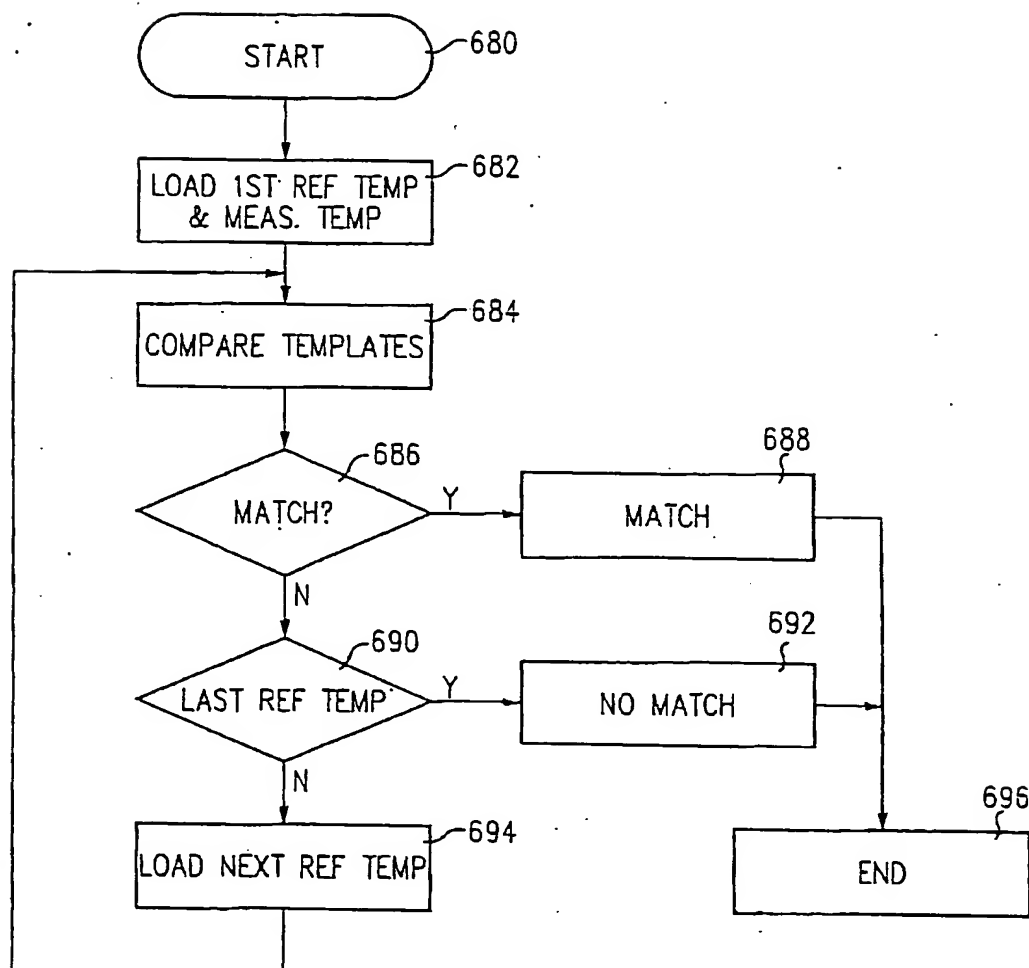 START
680
LOAD 1ST REF TEMP
& MEAS. TEMP
682
COMPARE TEMPLATES
684
MATCH?
686
Y
MATCH
688
N
LAST REF TEMP
690
Y
NO MATCH
692
N
LOAD NEXT REF TEMP
694
END
696